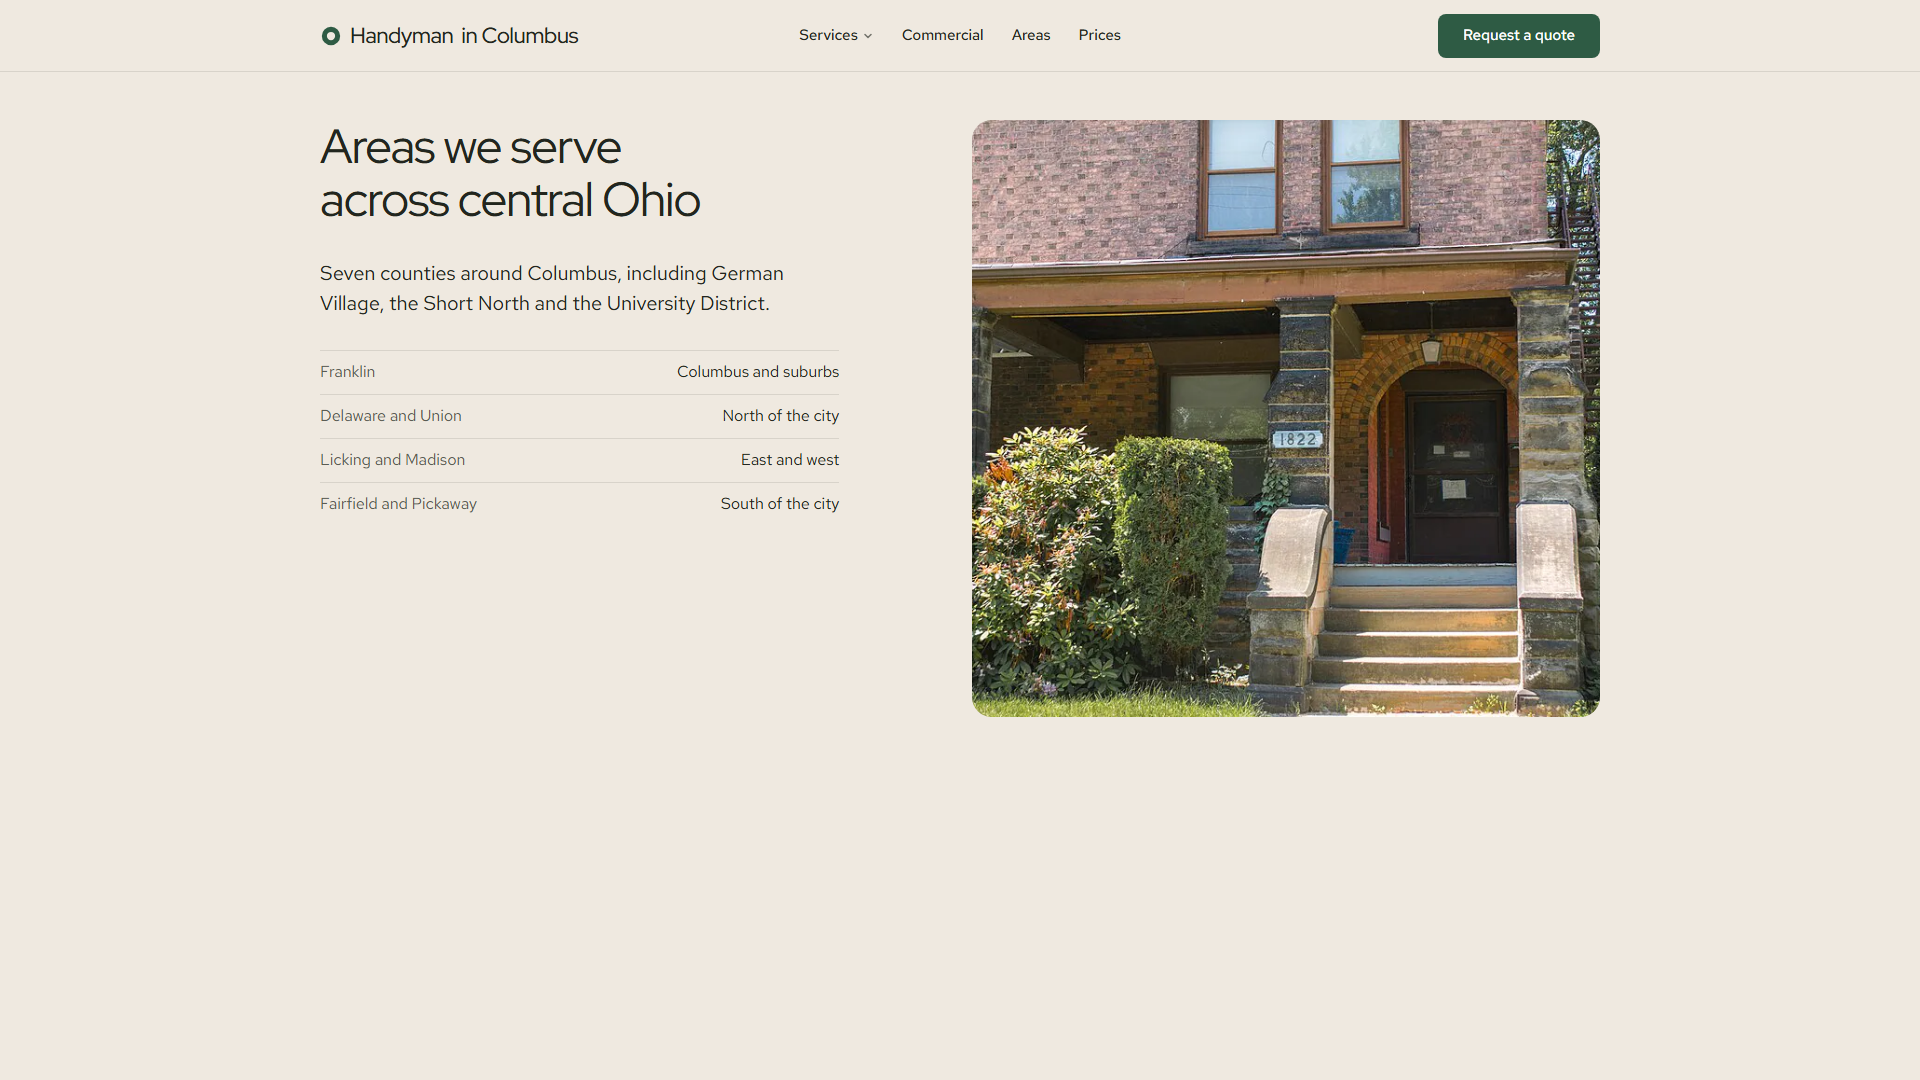 Handyman in Columbus
Services
Commercial
Areas
Prices
Request a quote
Areas we serve
across central Ohio
Seven counties around Columbus, including German
Village, the Short North and the University District.
Franklin
Columbus and suburbs
Delaware and Union
North of the city
Licking and Madison
East and west
Fairfield and Pickaway
South of the city
1822